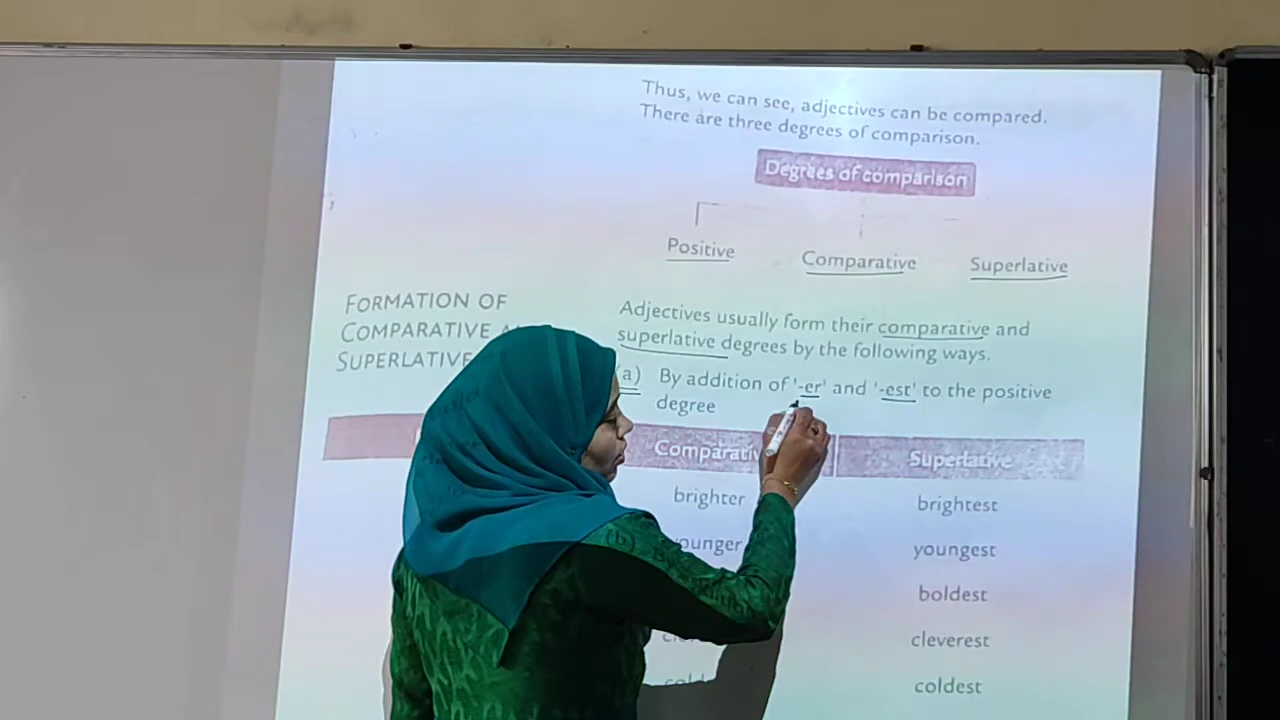 Thus, we can see, adjectives can be compared.
There are three degrees of comparison.
Degrees of comparison
Positive Comparative Superlative
FORMATION OF
COMPARATIVE
SUPERLATIVE
Adjectives usually form their comparative and
superlative degrees by the following ways.
(a) By addition of '-er' and '-est' to the positive
degree
Superlative
brighter brightest
younger youngest
boldest
cleverest
coldest